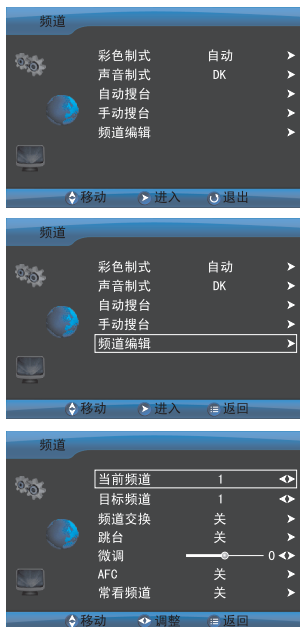 频道
彩色制式 自动
声音制式 DK
自动搜台
手动搜台
频道编辑
移动 进入 退出
频道
彩色制式 自动
声音制式 DK
自动搜台
手动搜台
频道编辑
移动 进入 返回
频道
当前频道 1
目标频道 1
频道交换 关
跳台 关
微调 0
AFC 关
常看频道 关
移动 调整 返回